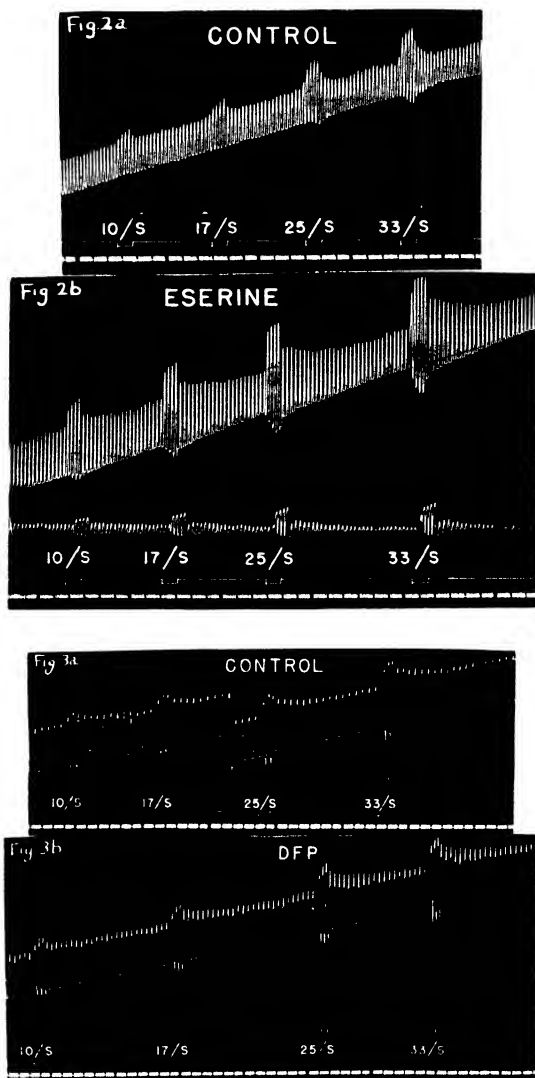 Fig.2a
CONTROL
10/S 17/S 25/S 33/S
Fig 2b
ESERINE
10/S 17/S 25/S 33/S
Fig 3a
CONTROL
10/S 17/S 25/S 33/S
Fig 3b
DFP
10/S 17/S 25/S 33/S